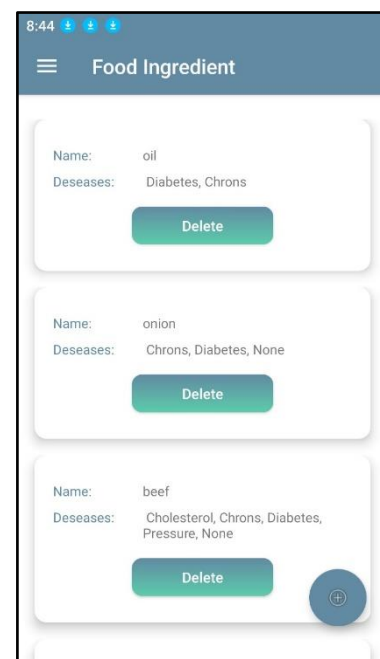 8:44
Food Ingredient
Name: oil
Deseases: Diabetes, Chrons
Delete
Name: onion
Deseases: Chrons, Diabetes, None
Delete
Name: beef
Deseases: Cholesterol, Chrons, Diabetes,
Pressure, None
Delete